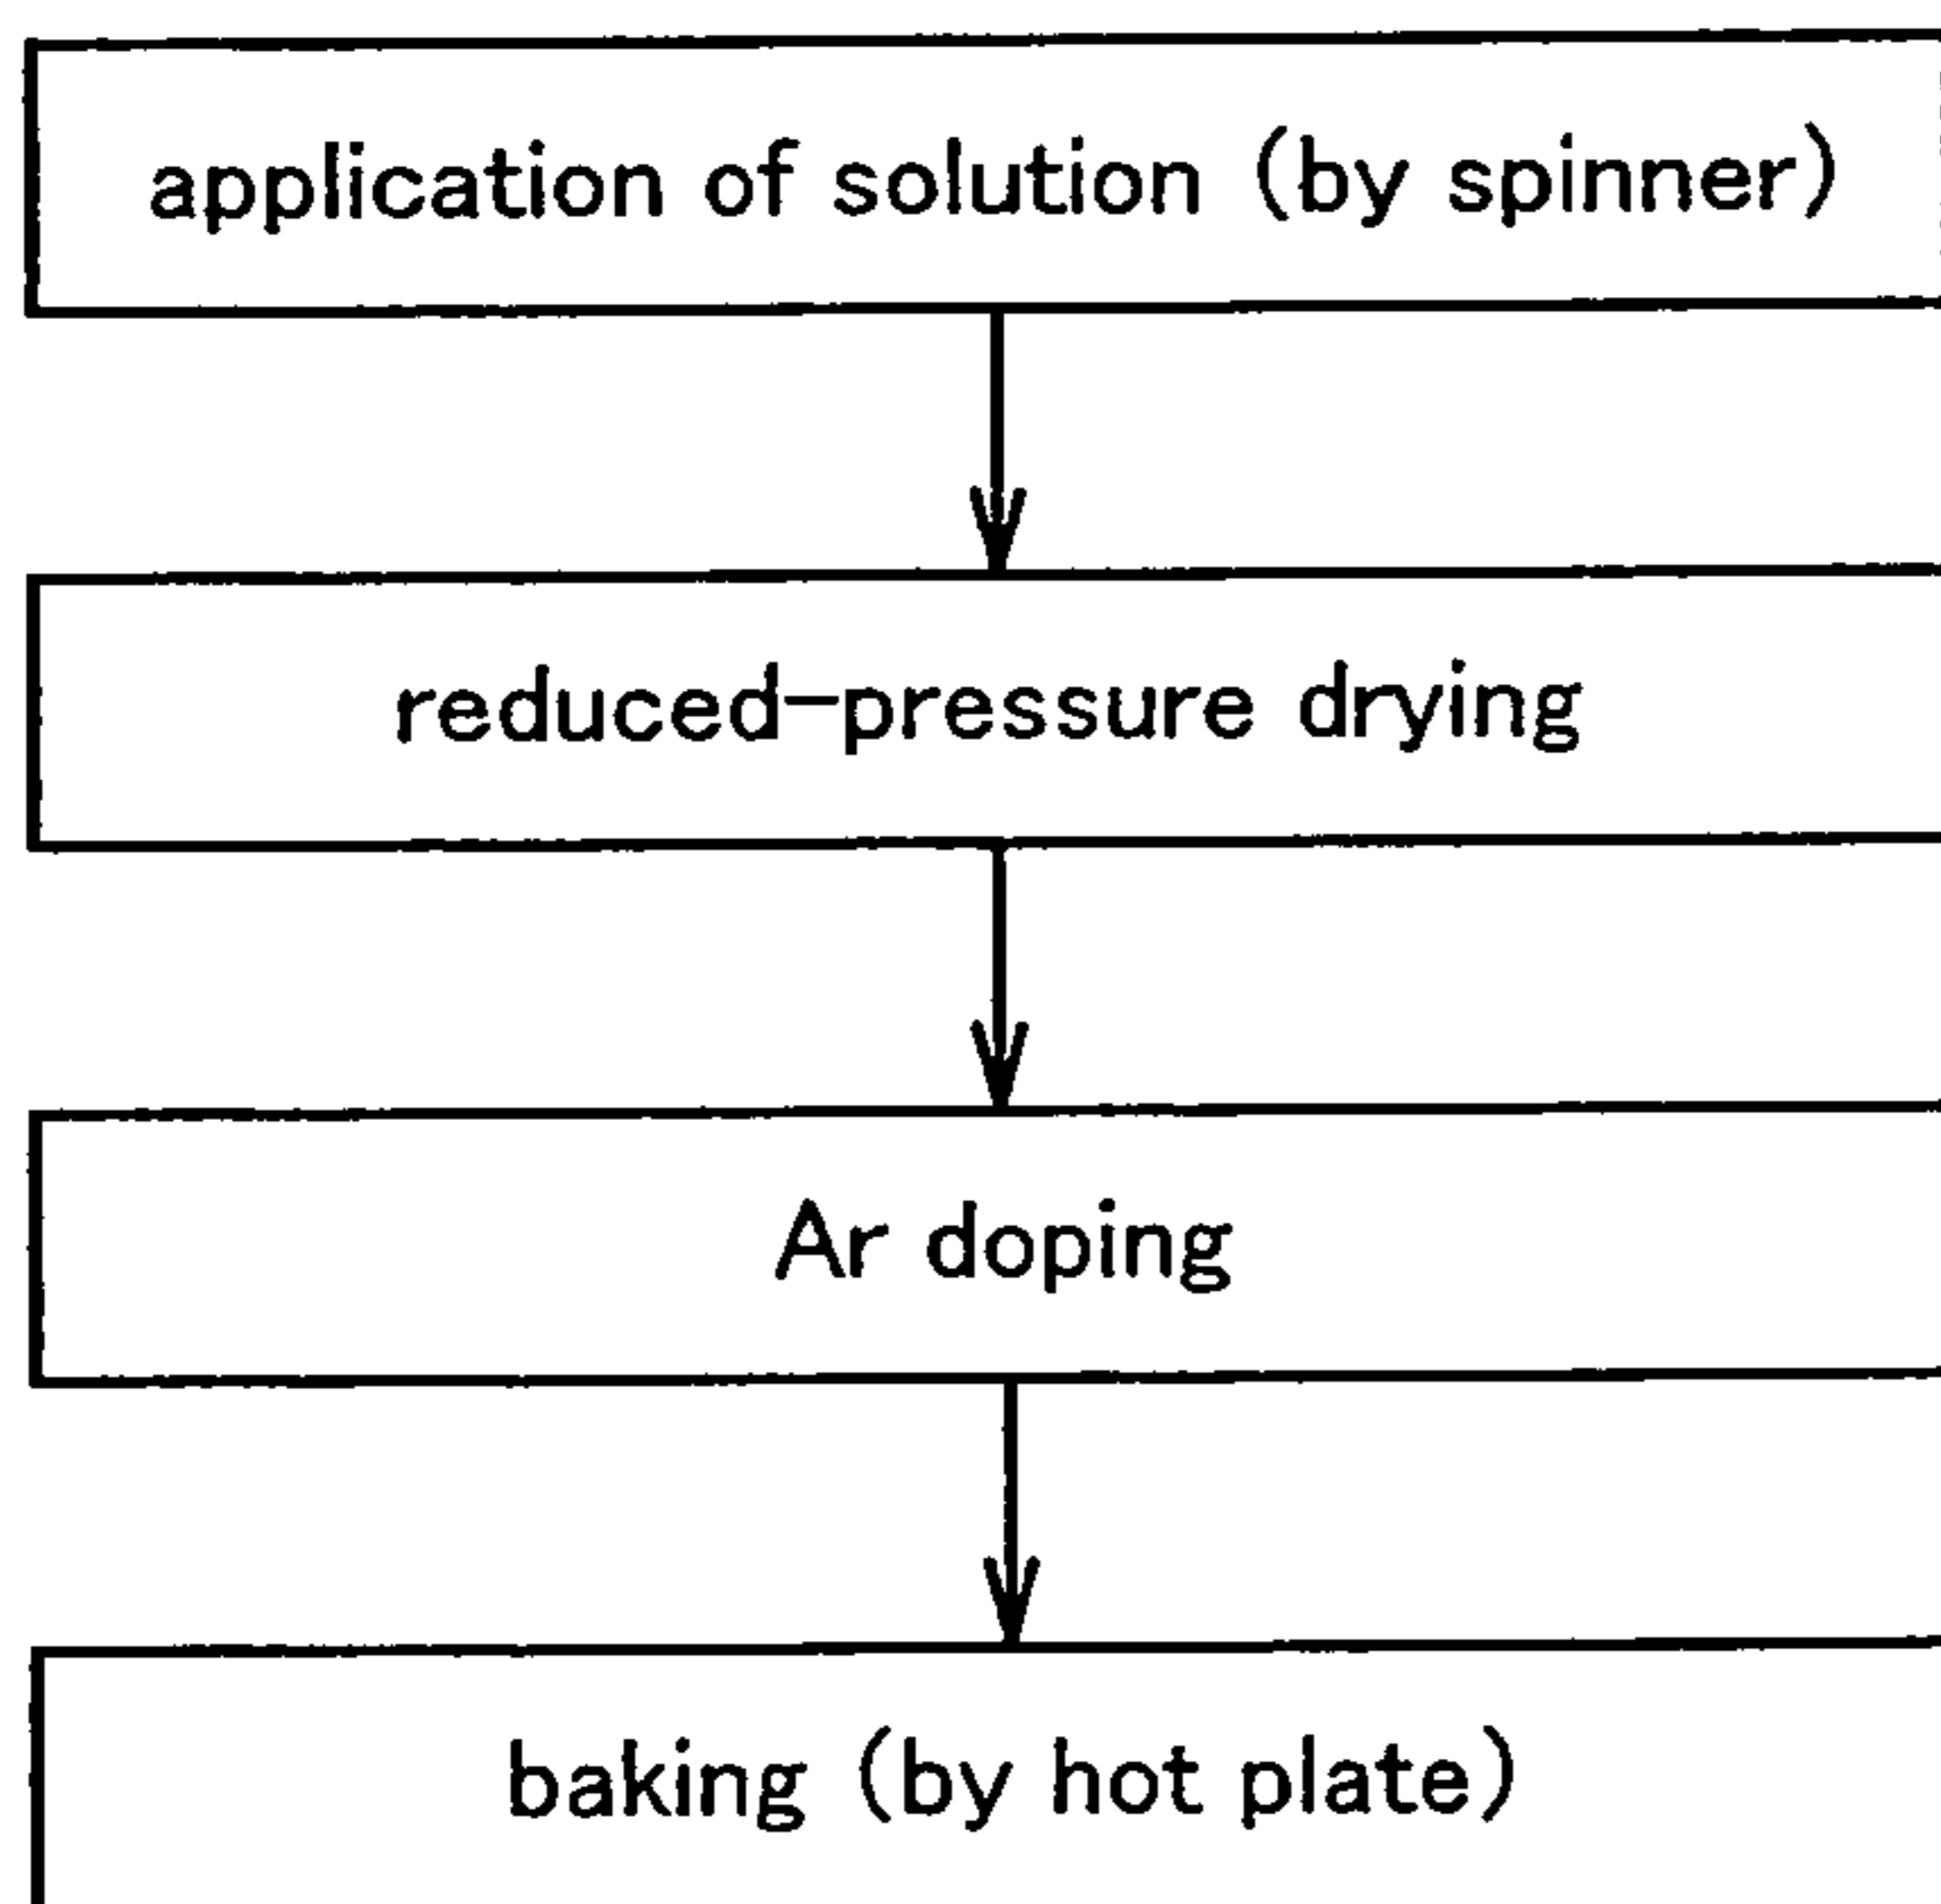 application of solution (by spinner)
reduced-pressure drying
Ar doping
baking (by hot plate)